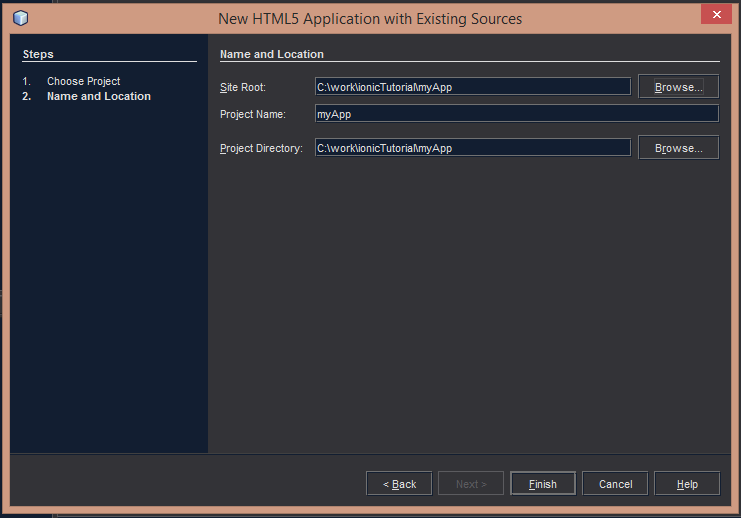 New HTML5 Application with Existing Sources
Steps
1. Choose Project
2. Name and Location
Name and Location
Site Root: C:\work\ionicTutorial\myApp Browse...
Project Name: myApp
Project Directory: C:\work\ionicTutorial\myApp Browse...
< Back Next > Finish Cancel Help